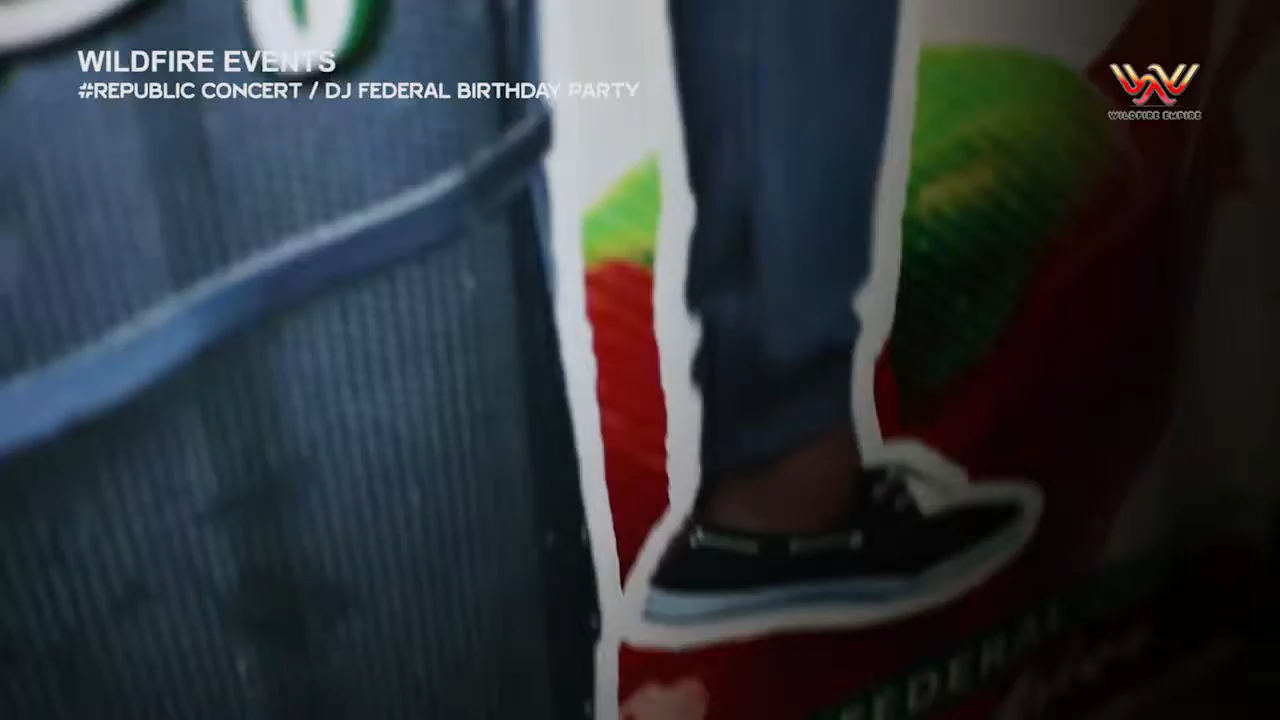 WILDFIRE EVENTS
#REPUBLIC CONCERT / DJ FEDERAL BIRTHDAY PARTY
WILDFIRE EMPIRE
FEDERAL